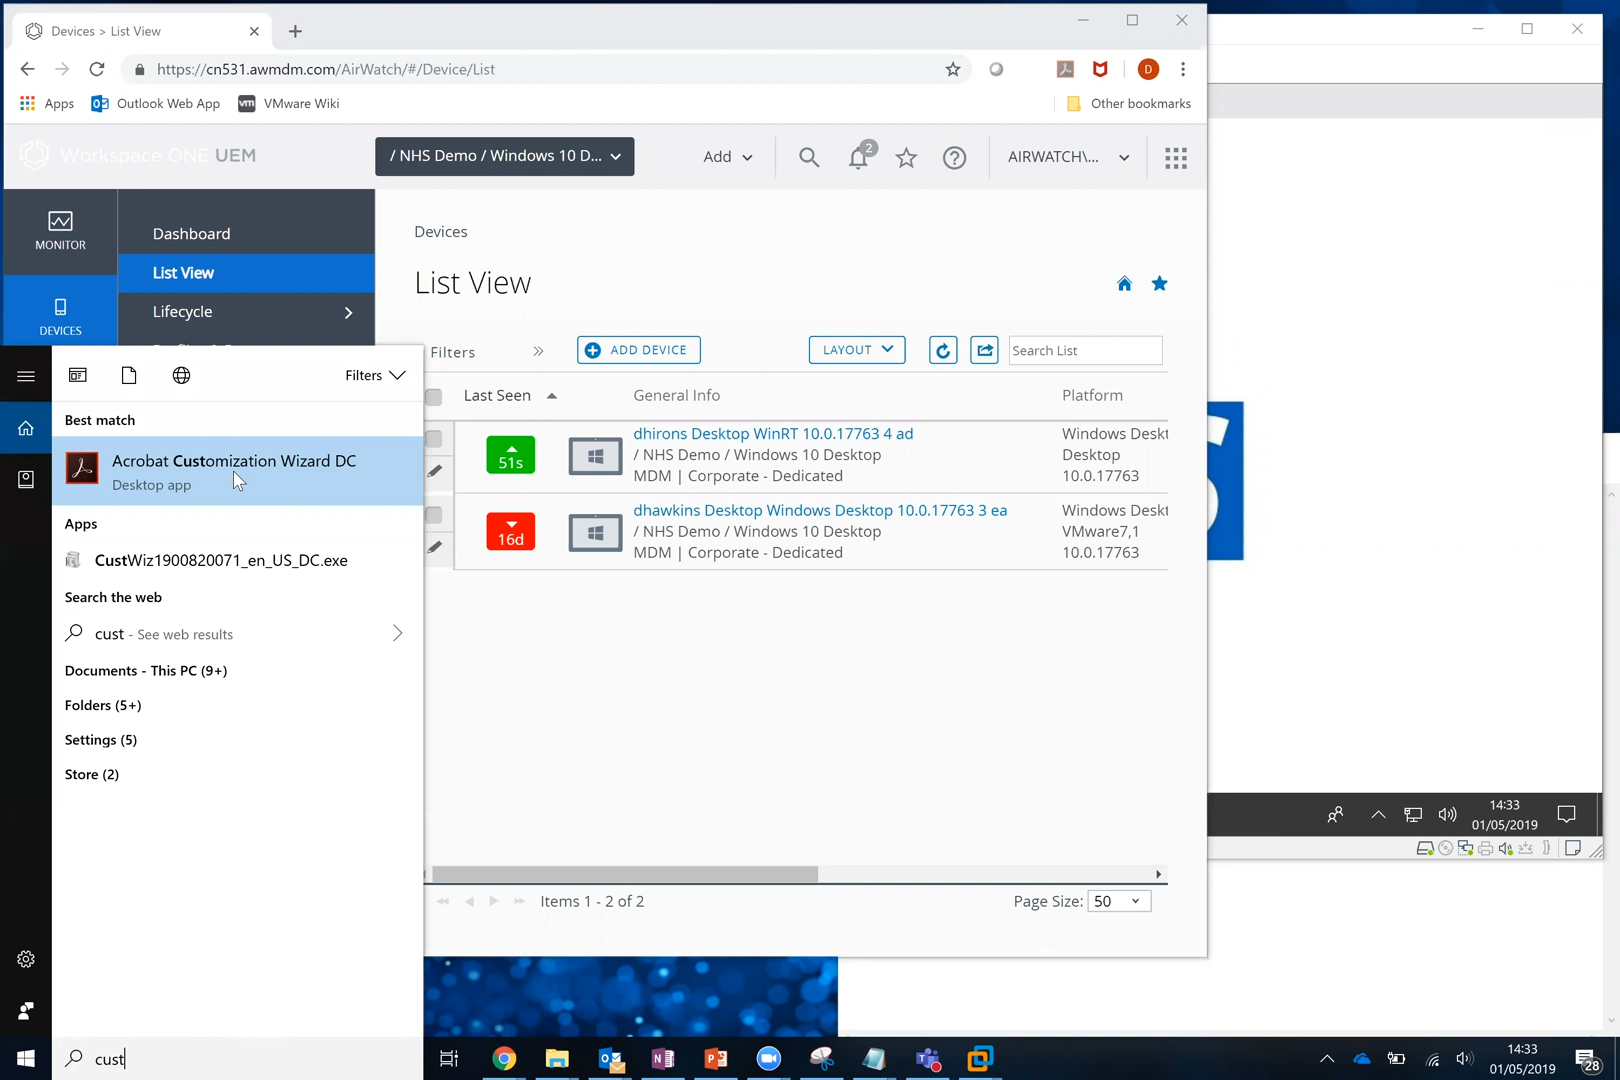 Devices > List View
https://cn531.awmdm.com/AirWatch/#/Device/List
D
Apps
Outlook Web App
vm
VMware Wiki
Other bookmarks
Workspace ONE UEM
/ NHS Demo / Windows 10 D...
Add
2
AIRWATCH\...
MONITOR
DEVICES
Dashboard
List View
Lifecycle
Devices
List View
Filters
ADD DEVICE
LAYOUT
Search List
Last Seen
General Info
Platform
51s
dhirons Desktop WinRT 10.0.17763 4 ad
/ NHS Demo / Windows 10 Desktop
MDM | Corporate - Dedicated
Windows Deskt
Desktop
10.0.17763
16d
dhawkins Desktop Windows Desktop 10.0.17763 3 ea
/ NHS Demo / Windows 10 Desktop
MDM | Corporate - Dedicated
Windows Deskt
VMware7,1
10.0.17763
Items 1 - 2 of 2
Page Size:
50
Filters
Best match
Acrobat Customization Wizard DC
Desktop app
Apps
CustWiz1900820071_en_US_DC.exe
Search the web
cust - See web results
Documents - This PC (9+)
Folders (5+)
Settings (5)
Store (2)
cust
14:33
01/05/2019
14:33
01/05/2019
28